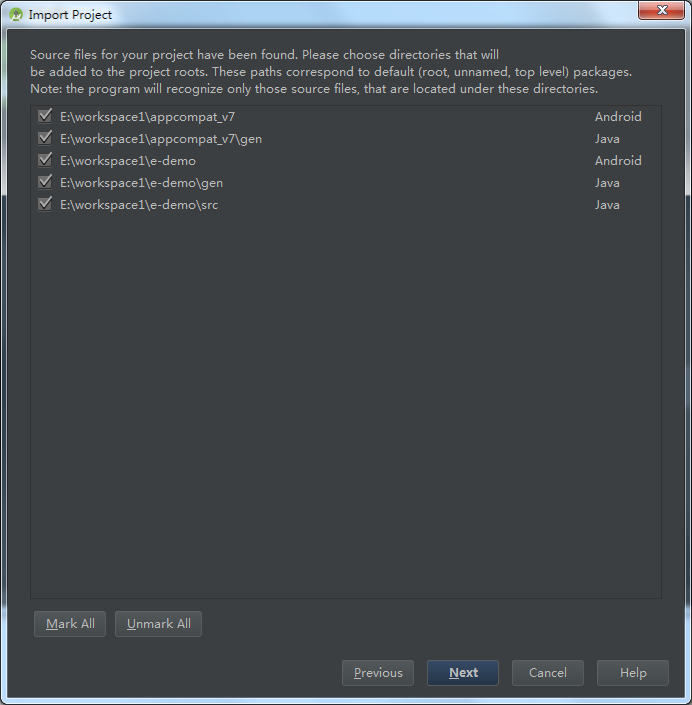 Import Project
Source files for your project have been found. Please choose directories that will
be added to the project roots. These paths correspond to default (root, unnamed, top level) packages.
Note: the program will recognize only those source files, that are located under these directories.
E:\workspace1\appcompat_v7 Android
E:\workspace1\appcompat_v7\gen Java
E:\workspace1\e-demo Android
E:\workspace1\e-demo\gen Java
E:\workspace1\e-demo\src Java
Mark All Unmark All
Previous Next Cancel Help